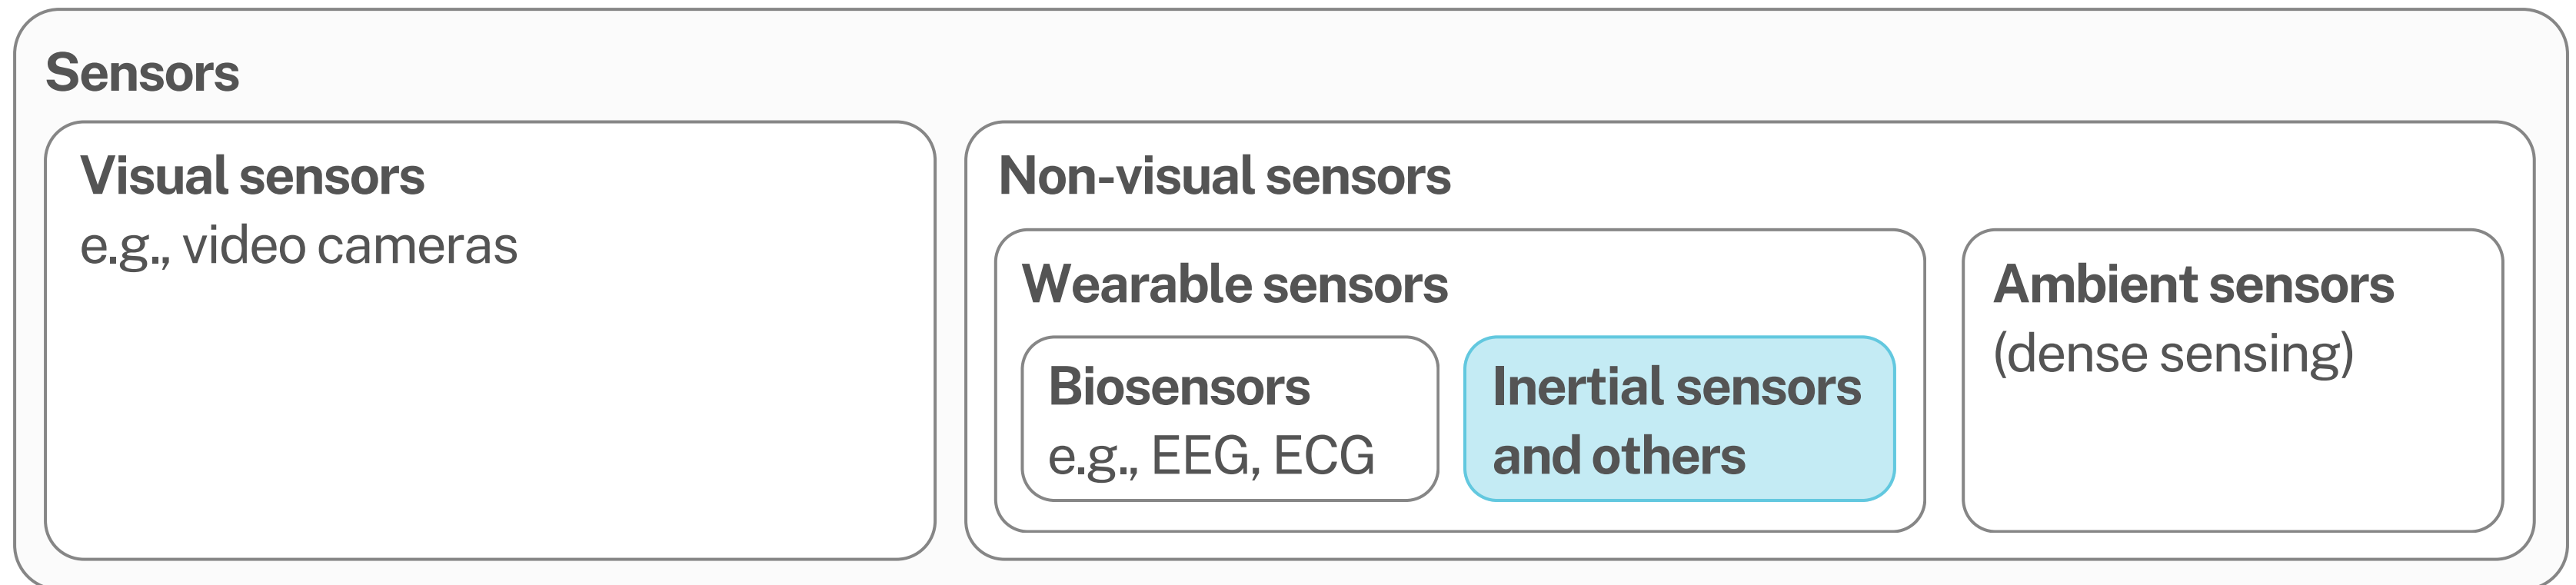 Sensors
Visual sensors
e.g., video cameras
Non-visual sensors
Wearable sensors
Biosensors
e.g., EEG, ECG
Inertial sensors
and others
Ambient sensors
(dense sensing)